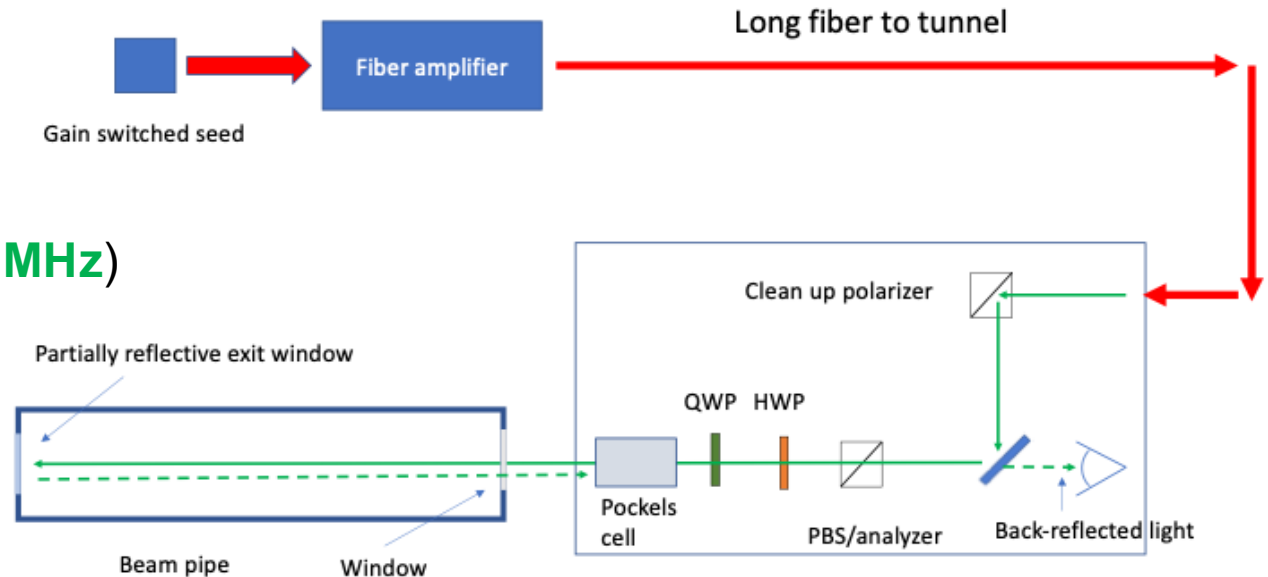 Long fiber to tunnel
Fiber amplifier
Gain switched seed
MHz)
Clean up polarizer
Partially reflective exit window
QWP HWP
Pockels
cell
PBS/analyzer
Back-reflected light
Beam pipe
Window